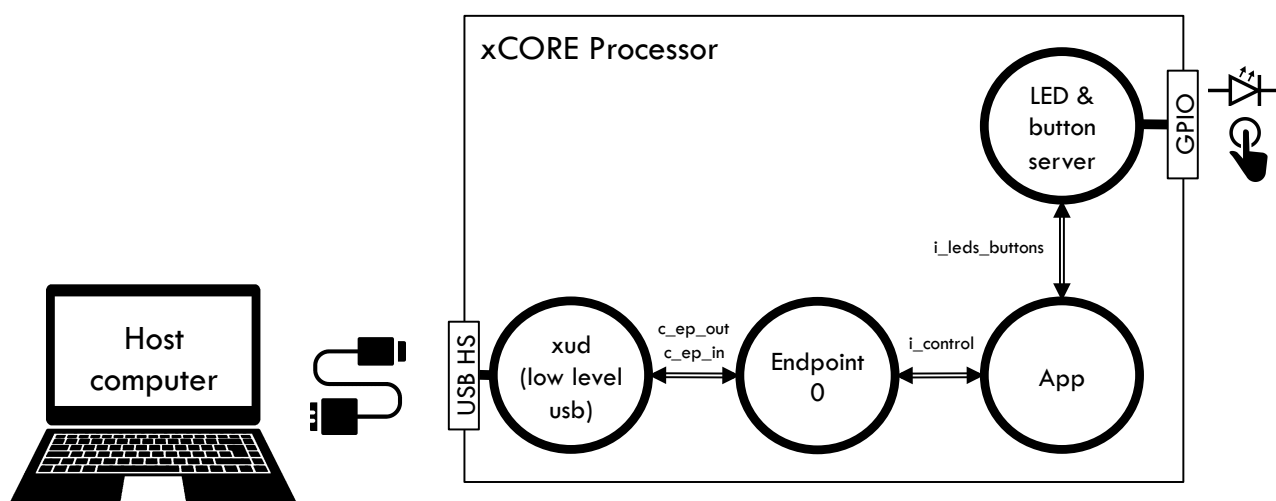 xCORE Processor
LED &
button
server
GPIO
i_leds_buttons
Host
computer
USB HS
xud
(low level
usb)
c_ep_out
c_ep_in
Endpoint
0
i_control
App